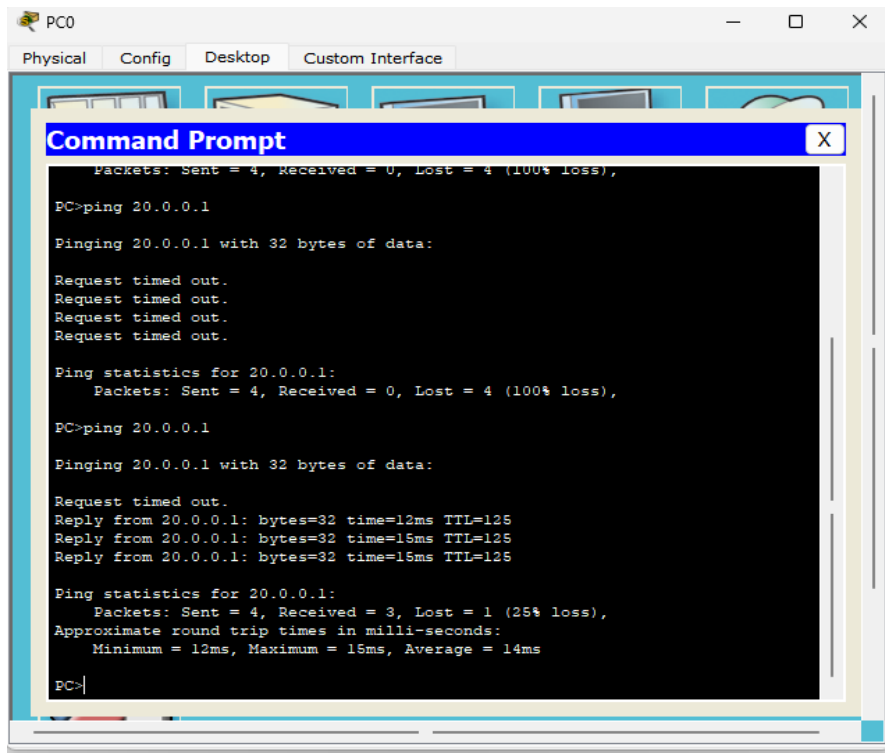 PC0
Physical Config Desktop Custom Interface
Command Prompt
X
Packets: Sent = 4, Received = 0, Lost = 4 (100% loss),
PC>ping 20.0.0.1
Pinging 20.0.0.1 with 32 bytes of data:
Request timed out.
Request timed out.
Request timed out.
Request timed out.
Ping statistics for 20.0.0.1:
Packets: Sent = 4, Received = 0, Lost = 4 (100% loss),
PC>ping 20.0.0.1
Pinging 20.0.0.1 with 32 bytes of data:
Request timed out.
Reply from 20.0.0.1: bytes=32 time=12ms TTL=125
Reply from 20.0.0.1: bytes=32 time=15ms TTL=125
Reply from 20.0.0.1: bytes=32 time=15ms TTL=125
Ping statistics for 20.0.0.1:
Packets: Sent = 4, Received = 3, Lost = 1 (25% loss),
Approximate round trip times in milli-seconds:
Minimum = 12ms, Maximum = 15ms, Average = 14ms
PC>